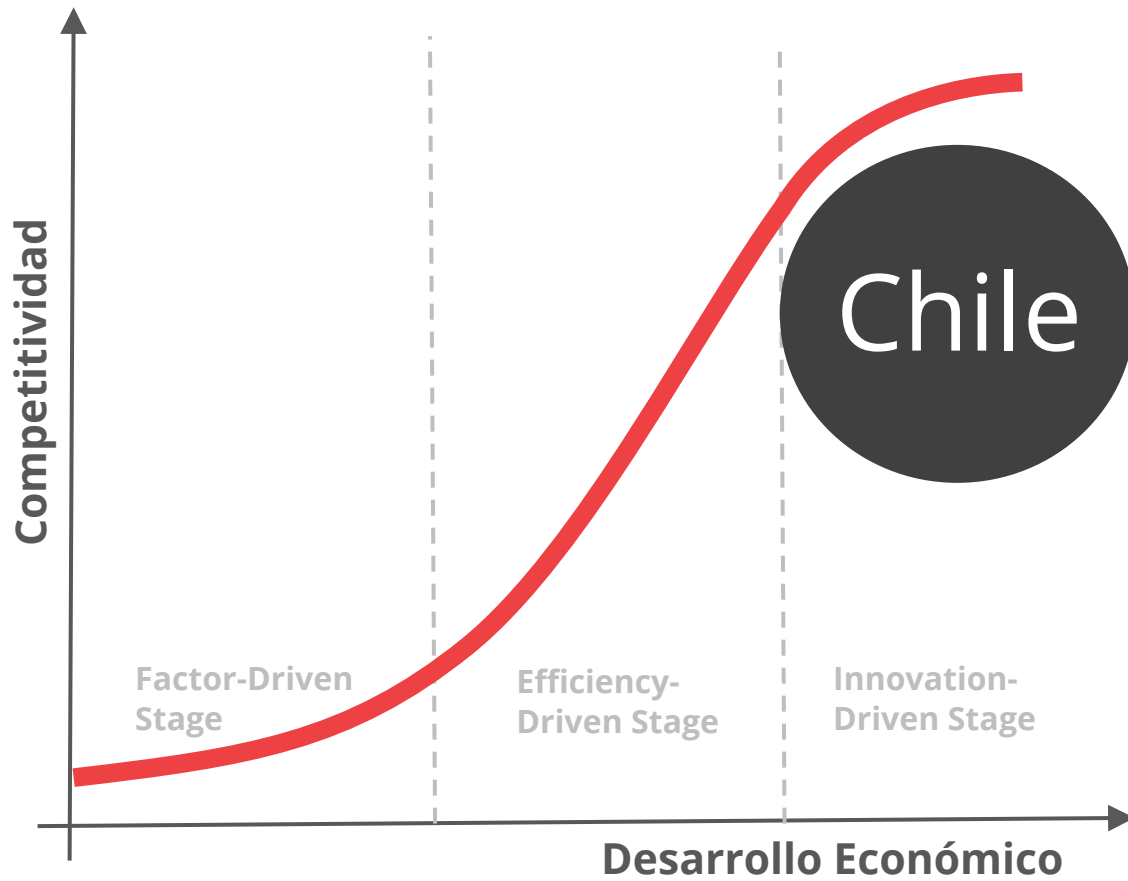 Competitividad
Chile
Factor-Driven
Stage
Efficiency-
Driven Stage
Innovation-
Driven Stage
Desarrollo Económico